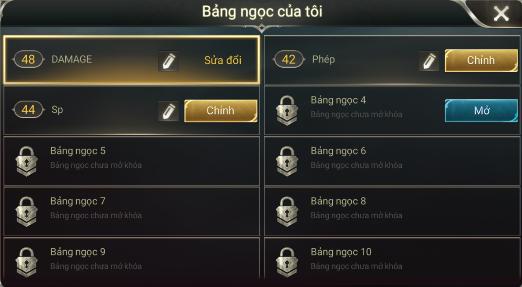 Bảng ngọc của tôi
48 DAMAGE Sửa đổi
42 Phép Chỉnh
44 Sp Chỉnh
Bảng ngọc 4
Bảng ngọc chưa mở khóa
Mở
Bảng ngọc 5
Bảng ngọc chưa mở khóa
Bảng ngọc 6
Bảng ngọc chưa mở khóa
Bảng ngọc 7
Bảng ngọc chưa mở khóa
Bảng ngọc 8
Bảng ngọc chưa mở khóa
Bảng ngọc 9
Bảng ngọc chưa mở khóa
Bảng ngọc 10
Bảng ngọc chưa mở khóa